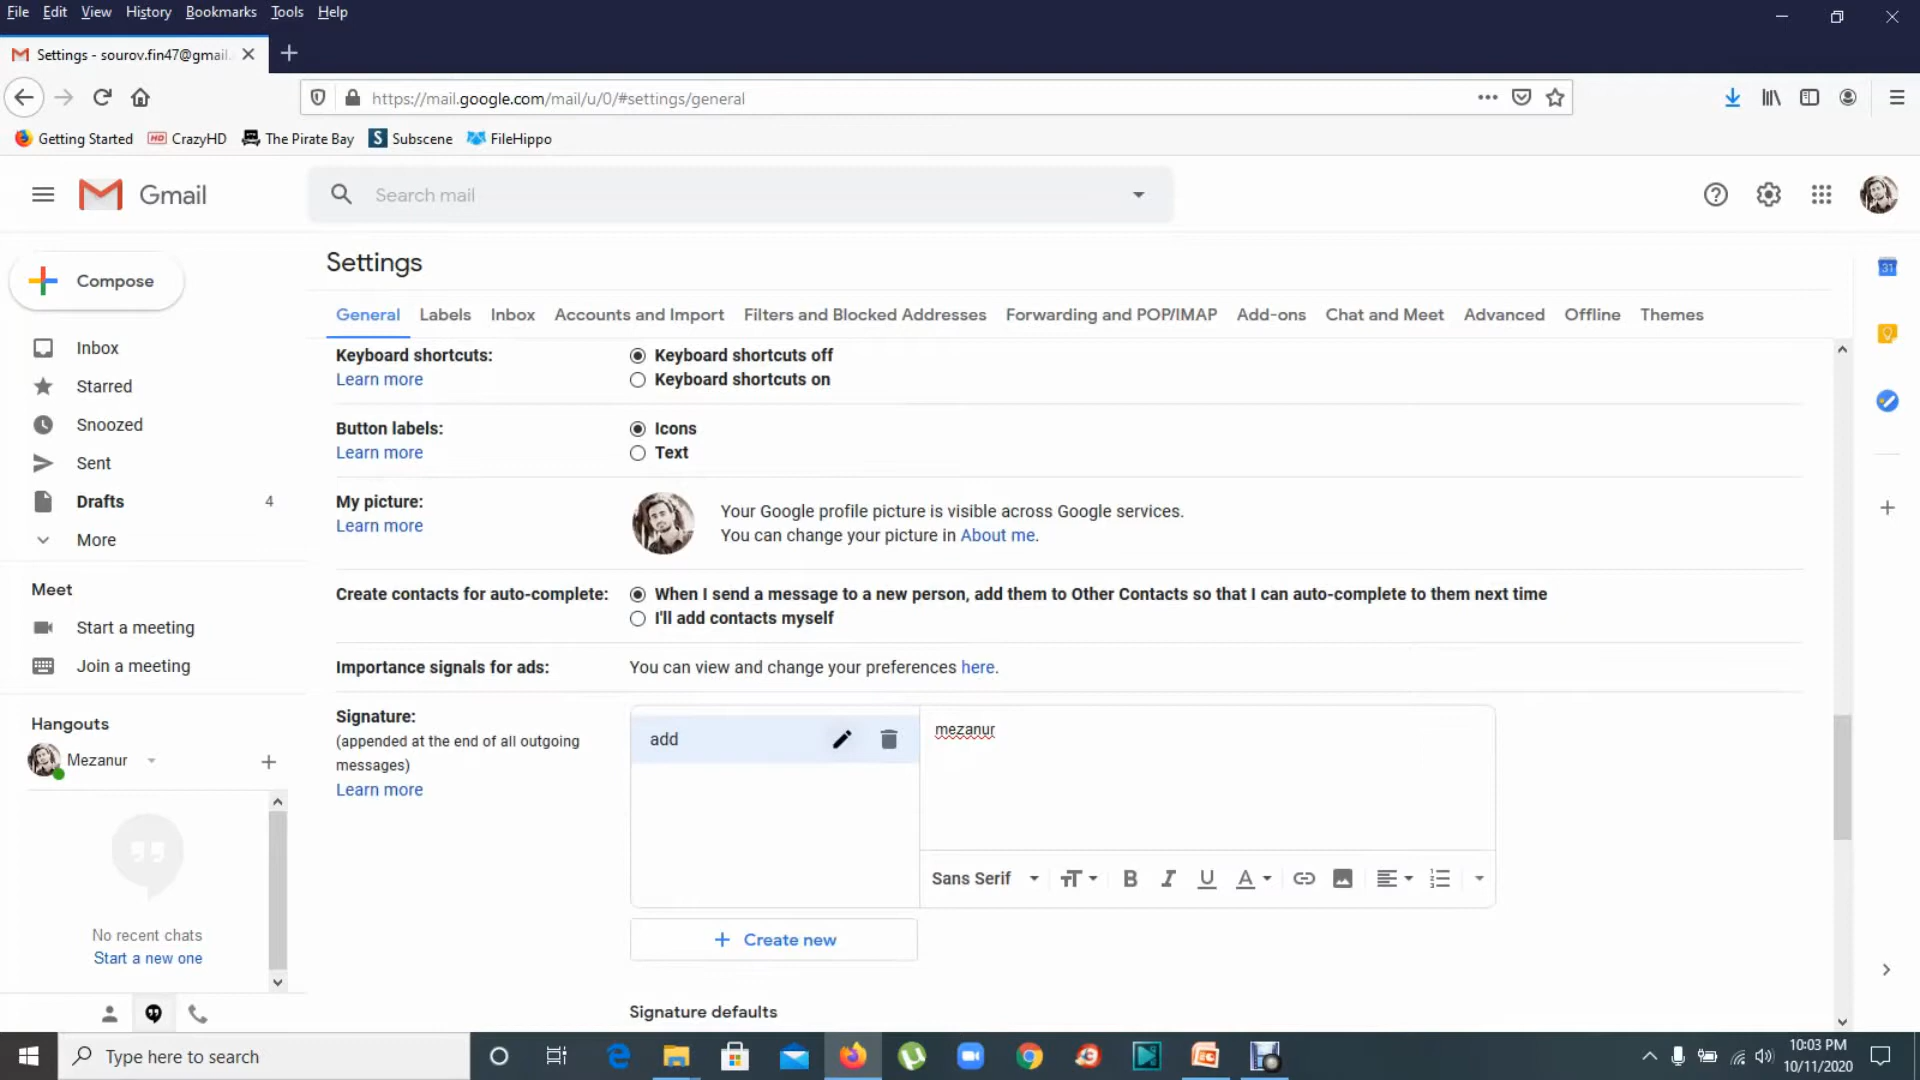 File Edit View History Bookmarks Tools Help
Settings - sourov.fin47@gmail.
https://mail.google.com/mail/u/0/#settings/general
Getting Started CrazyHD The Pirate Bay Subscene FileHippo
Gmail
Search mail
Settings
Compose
General Labels Inbox Accounts and Import Filters and Blocked Addresses Forwarding and POP/IMAP Add-ons Chat and Meet Advanced Offline Themes
Inbox
Starred
Snoozed
Sent
Drafts 4
More
Meet
Start a meeting
Join a meeting
Hangouts
Mezanur
No recent chats
Start a new one
Keyboard shortcuts:
Learn more
Keyboard shortcuts off
Keyboard shortcuts on
Button labels:
Learn more
Icons
Text
My picture:
Learn more
Your Google profile picture is visible across Google services.
You can change your picture in About me.
Create contacts for auto-complete:
When I send a message to a new person, add them to Other Contacts so that I can auto-complete to them next time
I'll add contacts myself
Importance signals for ads:
You can view and change your preferences here.
Signature:
(appended at the end of all outgoing
messages)
Learn more
add
mezanur
Sans Serif
Create new
Signature defaults
31
Type here to search
10:03 PM
10/11/2020